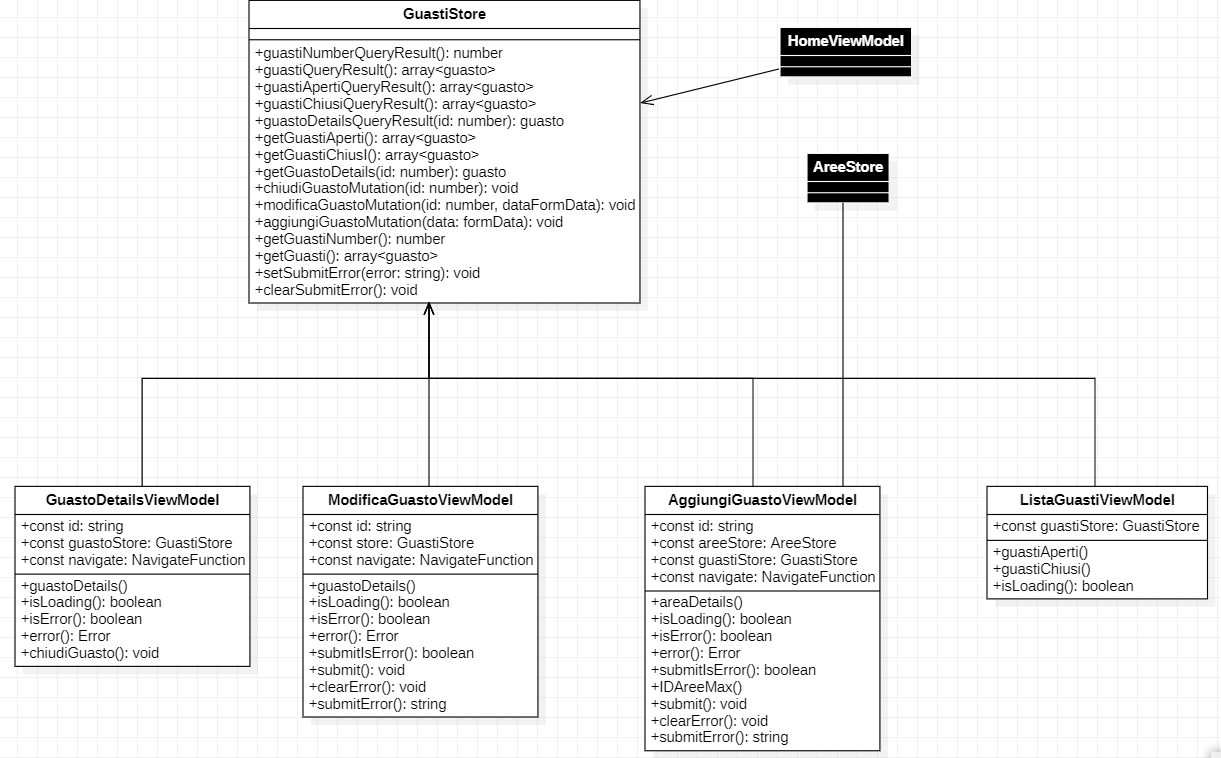 GuastiStore
+guastiNumberQueryResult(): number
+guastiQueryResult(): array<guasto>
+guastiApertiQueryResult(): array<guasto>
+guastiChiusiQueryResult(): array<guasto>
+guastoDetailsQueryResult(id: number): guasto
+getGuastiAperti(): array<guasto>
+getGuastiChiusI(): array<guasto>
+getGuastoDetails(id: number): guasto
+chiudiGuastoMutation(id: number): void
+modificaGuastoMutation(id: number, dataFormData): void
+aggiungiGuastoMutation(data: formData): void
+getGuastiNumber(): number
+getGuasti(): array<guasto>
+setSubmitError(error: string): void
+clearSubmitError(): void
HomeViewModel
AreeStore
GuastoDetailsViewModel
+const id: string
+const guastoStore: GuastiStore
+const navigate: NavigateFunction
+guastoDetails()
+isLoading(): boolean
+isError(): boolean
+error(): Error
+chiudiGuasto(): void
ModificaGuastoViewModel
+const id: string
+const store: GuastiStore
+const navigate: NavigateFunction
+guastoDetails()
+isLoading(): boolean
+isError(): boolean
+error(): Error
+submitIsError(): boolean
+submit(): void
+clearError(): void
+submitError(): string
AggiungiGuastoViewModel
+const id: string
+const areeStore: AreeStore
+const guastiStore: GuastiStore
+const navigate: NavigateFunction
+areaDetails()
+isLoading(): boolean
+isError(): boolean
+error(): Error
+submitIsError(): boolean
+IDAreeMax()
+submit(): void
+clearError(): void
+submitError(): string
ListaGuastiViewModel
+const guastiStore: GuastiStore
+guastiAperti()
+guastiChiusi()
+isLoading(): boolean